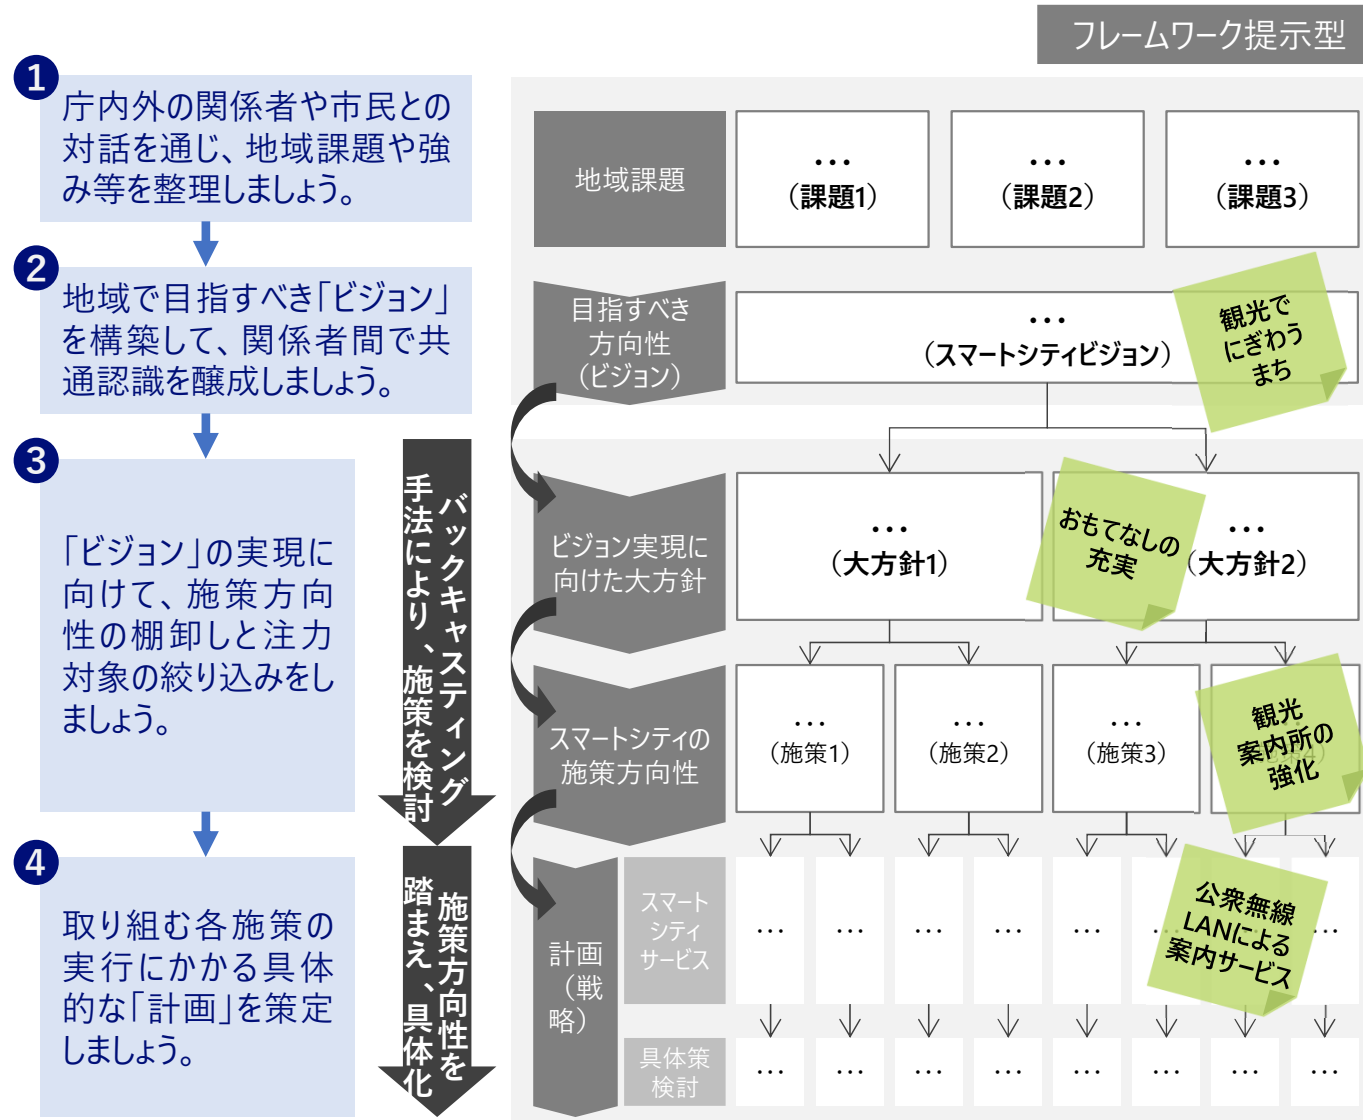 フレームワーク提示型
1
庁内外の関係者や市民との
対話を通じ、地域課題や強
み等を整理しましょう。
2
地域で目指すべき「ビジョン」
を構築して、関係者間で共
通認識を醸成しましょう。
3
「ビジョン」の実現に
向けて、施策方向
性の棚卸しと注力
対象の絞り込みをし
ましょう。
4
取り組む各施策の
実行にかかる具体
的な「計画」を策定
しましょう。
バックキャスティング
手法により、施策を検討
施策方向性を
踏まえ、具体化
地域課題
…
（課題1）
…
（課題2）
…
（課題3）
目指すべき
方向性
（ビジョン）
…
（スマートシティビジョン）
観光で
にぎわう
まち
ビジョン実現に
向けた大方針
…
（大方針1）
おもてなしの
充実
…
（大方針2）
スマートシティの
施策方向性
…
（施策1）
…
（施策2）
…
（施策3）
観光
案内所の
強化
計画
（戦
略）
スマート
シティ
サービス
… … … … … … …
公衆無線
LANによる
案内サービス
具体策
検討
… … … … … … … …